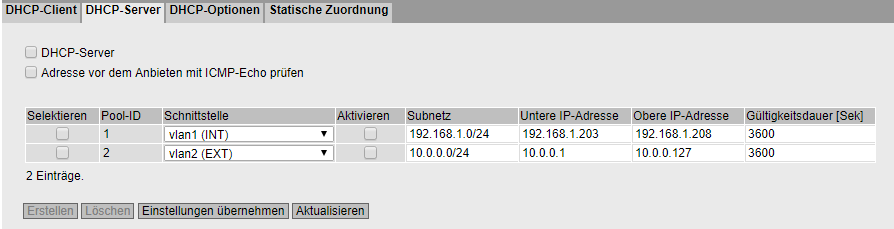 DHCP-Client DHCP-Server DHCP-Optionen Statische Zuordnung
DHCP-Server
Adresse vor dem Anbieten mit ICMP-Echo prüfen
Selektieren Pool-ID Schnittstelle Aktivieren Subnetz Untere IP-Adresse Obere IP-Adresse Gültigkeitsdauer [Sek]
1 vlan1 (INT) 192.168.1.0/24 192.168.1.203 192.168.1.208 3600
2 vlan2 (EXT) 10.0.0.0/24 10.0.0.1 10.0.0.127 3600
2 Einträge.
Erstellen Löschen Einstellungen übernehmen Aktualisieren